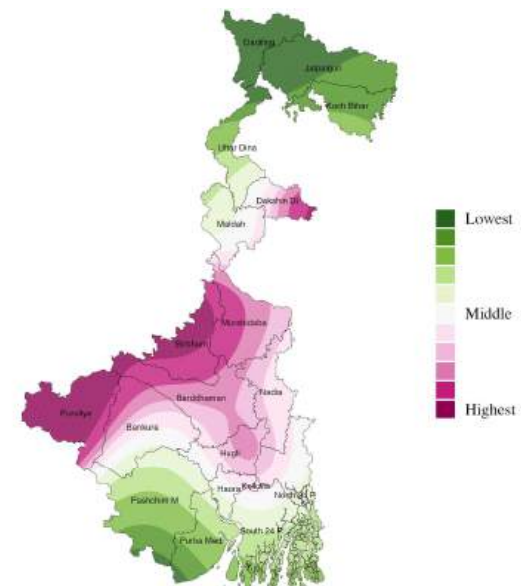 Darjiling
Jalpaiguri
Koch Bihar
Uttar Dina
Dakshin Di
Maldah
Lowest
Middle
Highest
Murshidaba
Birbhum
Puruliya
Barddhaman
Nadia
Bankura
Hugli
Haora
Kolkata
North 24 P
Pashchim M
South 24 P
Purba Med